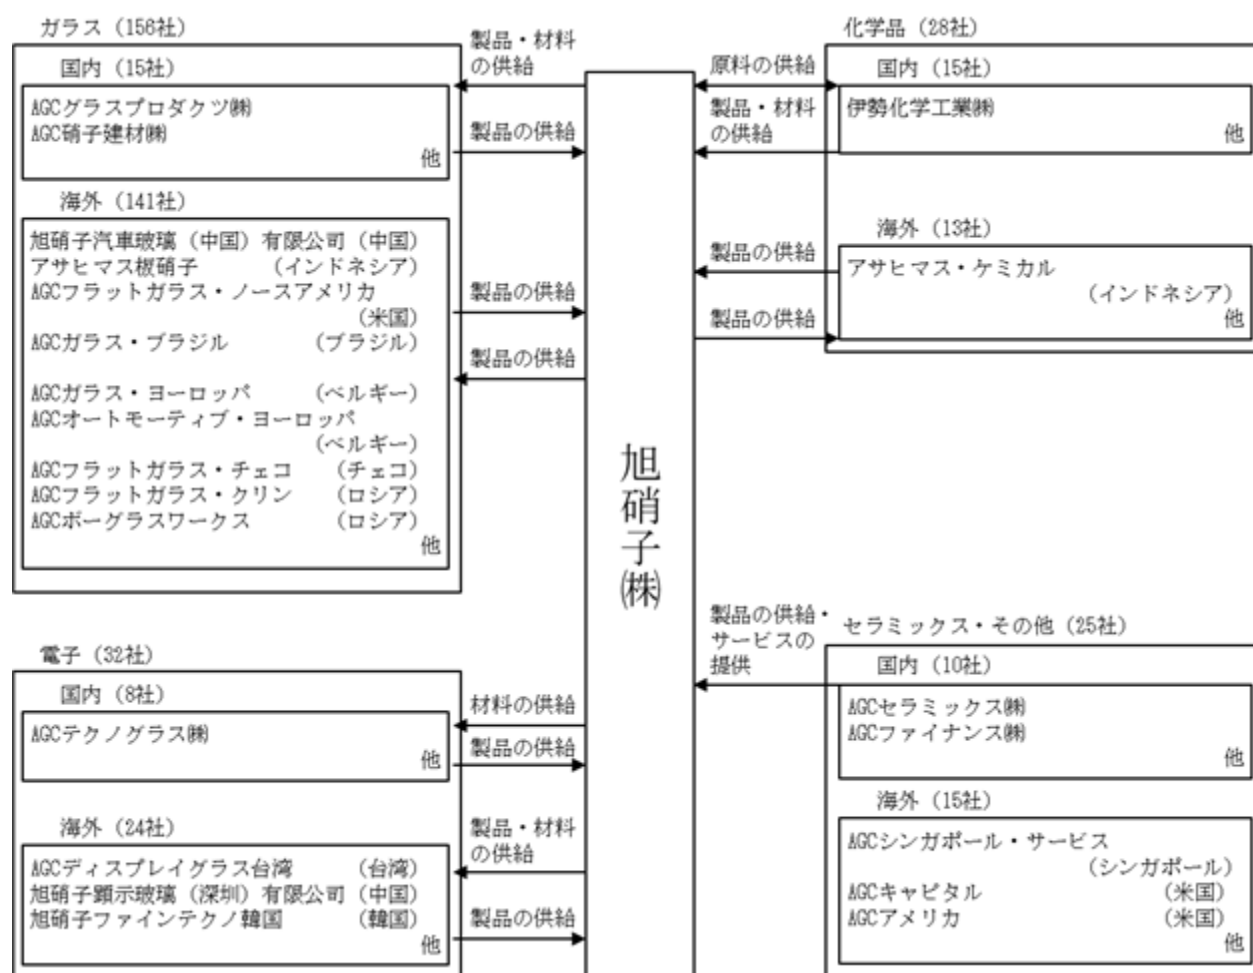 ガラス（156社）
国内（15社）
AGCグラスプロダクツ㈱
AGC硝子建材㈱
他
製品・材料
の供給
製品の供給
海外（141社）
旭硝子汽車玻璃（中国）有限公司（中国）
アサヒマス板硝子（インドネシア）
AGCフラットガラス・ノースアメリカ
（米国）
AGCガラス・ブラジル（ブラジル）
AGCガラス・ヨーロッパ（ベルギー）
AGCオートモーティブ・ヨーロッパ
（ベルギー）
AGCフラットガラス・チェコ（チェコ）
AGCフラットガラス・クリン（ロシア）
AGCボーグラスワークス（ロシア）
他
製品の供給
製品の供給
電子（32社）
国内（8社）
AGCテクノグラス㈱
他
材料の供給
製品の供給
海外（24社）
AGCディスプレイグラス台湾（台湾）
旭硝子顕示玻璃（深圳）有限公司（中国）
旭硝子ファインテクノ韓国（韓国）
他
製品・材料
の供給
製品の供給
旭硝子㈱
化学品（28社）
原料の供給
製品・材料
の供給
国内（15社）
伊勢化学工業㈱
他
海外（13社）
製品の供給
製品の供給
アサヒマス・ケミカル
（インドネシア）
他
セラミックス・その他（25社）
製品の供給・
サービスの
提供
国内（10社）
AGCセラミックス㈱
AGCファイナンス㈱
他
海外（15社）
AGCシンガポール・サービス
（シンガポール）
AGCキャピタル（米国）
AGCアメリカ（米国）
他